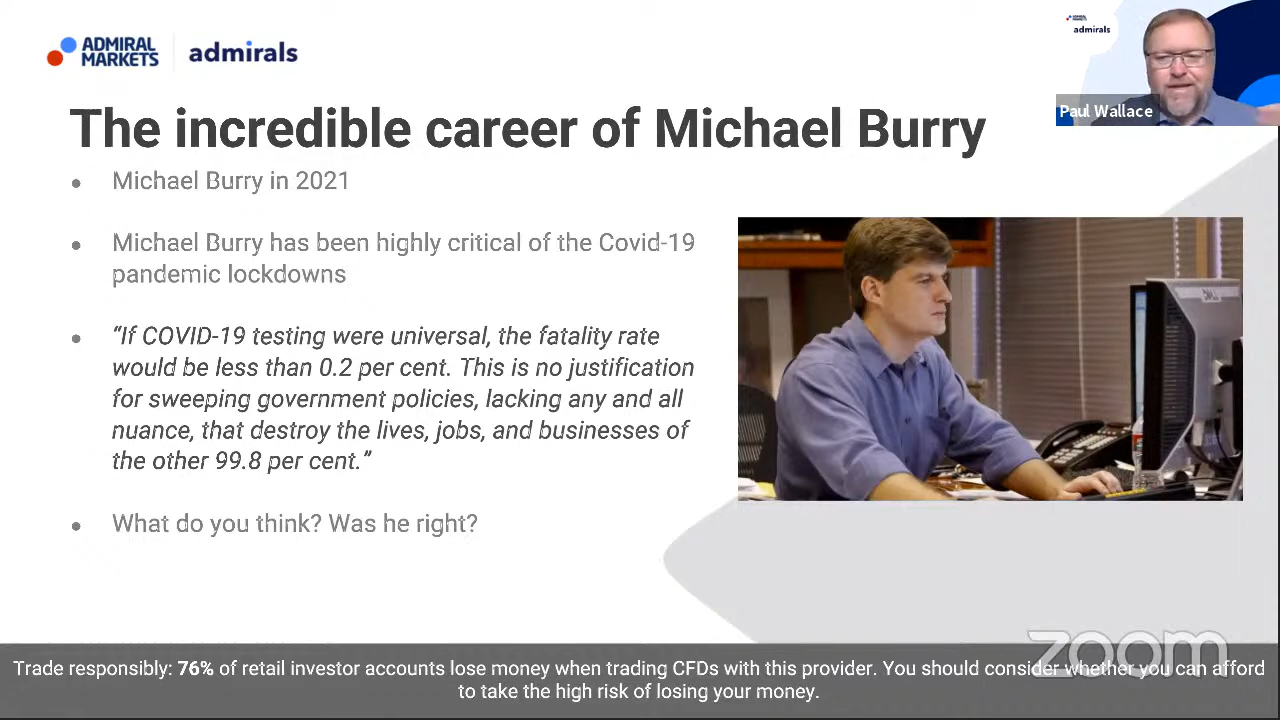 ADMIRAL
MARKETS
admirals
admirals
Paul Wallace
The incredible career of Michael Burry
• Michael Burry in 2021
• Michael Burry has been highly critical of the Covid-19
pandemic lockdowns
• “If COVID-19 testing were universal, the fatality rate
would be less than 0.2 per cent. This is no justification
for sweeping government policies, lacking any and all
nuance, that destroy the lives, jobs, and businesses of
the other 99.8 per cent.”
• What do you think? Was he right?
zoom
Trade responsibly: 76% of retail investor accounts lose money when trading CFDs with this provider. You should consider whether you can afford
to take the high risk of losing your money.